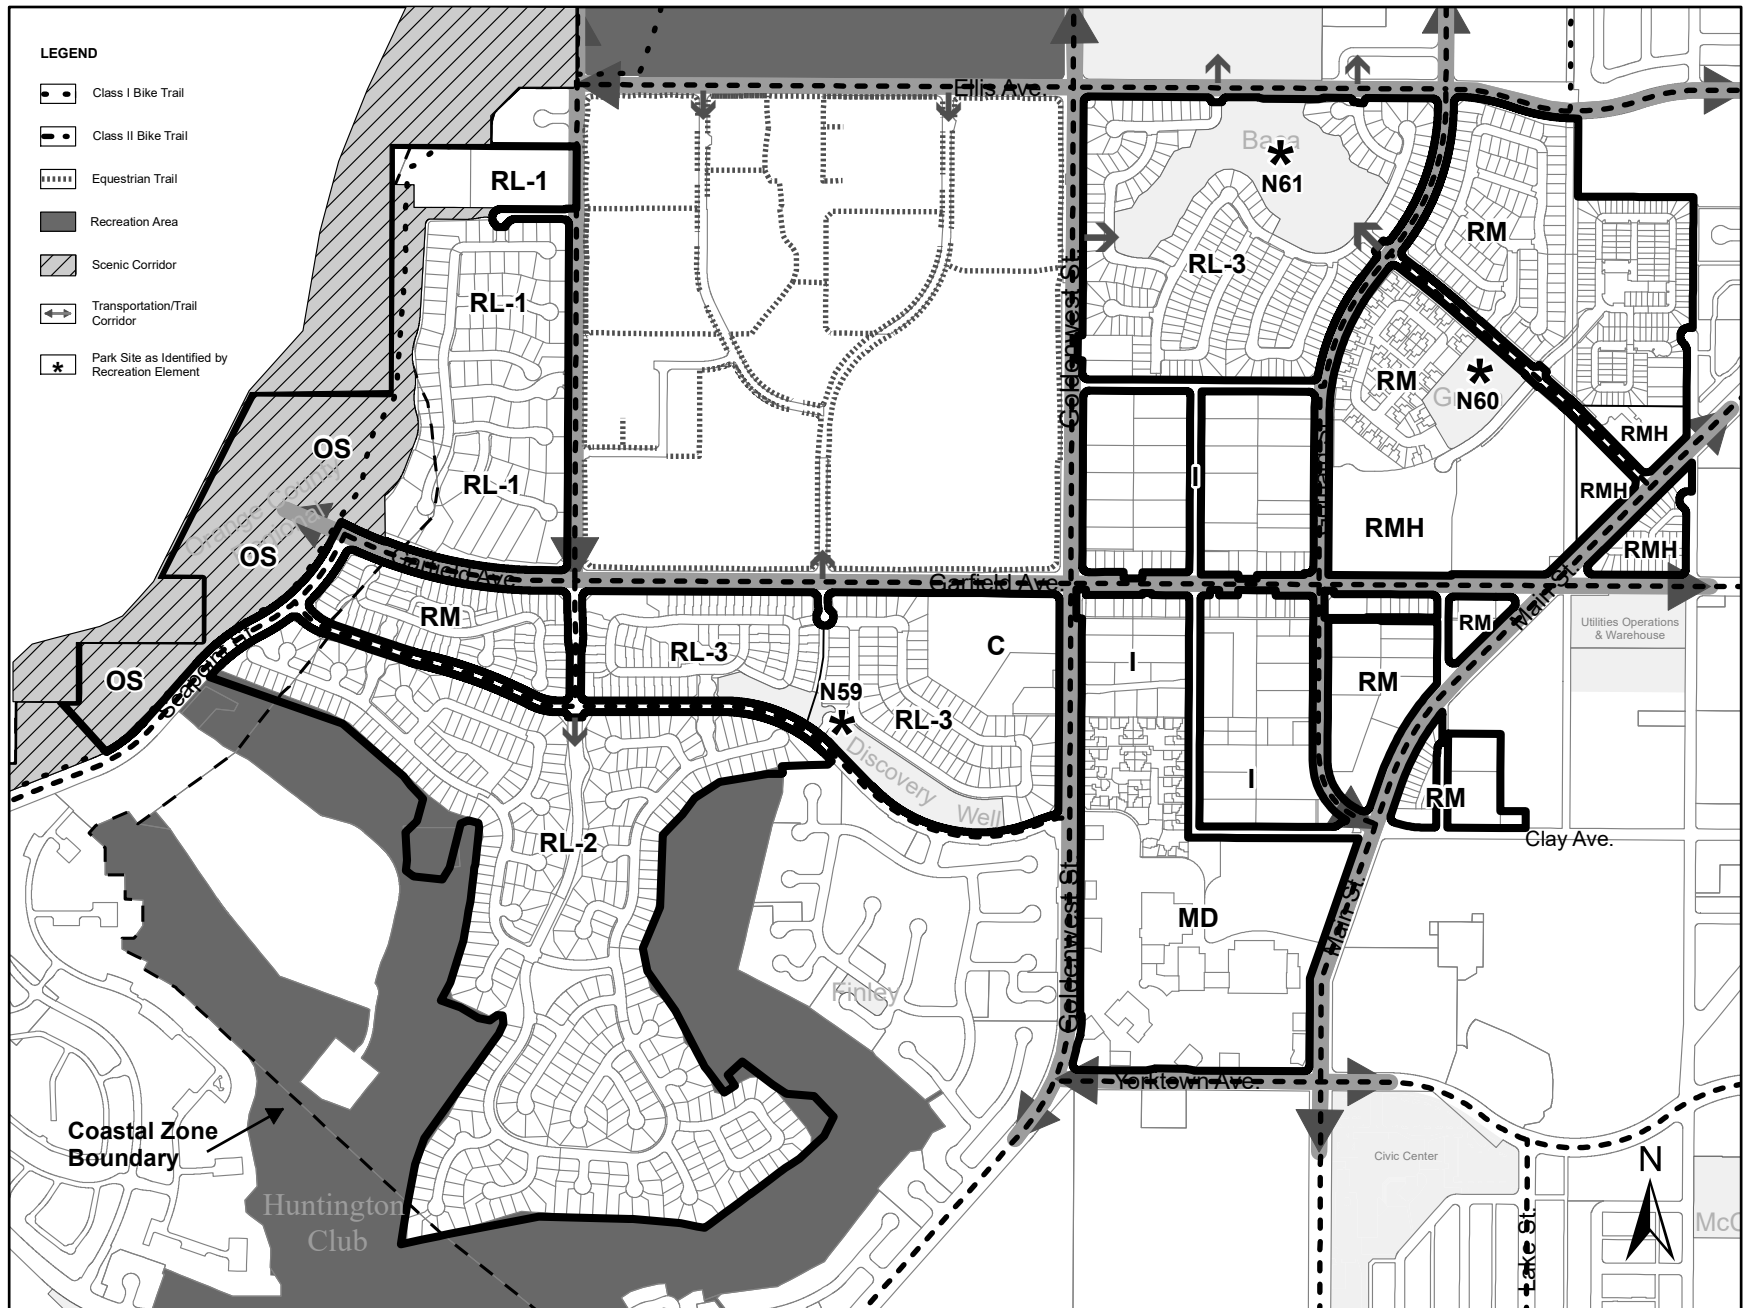 LEGEND
Class I Bike Trail
Class II Bike Trail
Equestrian Trail
Recreation Area
Scenic Corridor
Transportation/Trail
Corridor
Park Site as Identified by
Recreation Element
Ellis Ave.
Baca
N61
RL-1
RL-1
RL-1
RL-3
RM
Goldenwest St.
RM
N60
RMH
RMH
RMH
RMH
OS
OS
OS
Orange County
Seapoint St.
Garfield Ave.
Garfield Ave.
Main St.
RM
RL-3
N59
RL-3
C
Discovery
Well
I
I
I
RM
RM
RM
Utilities Operations
& Warehouse
Clay Ave.
RL-2
MD
Goldenwest St.
Main St.
Finley
Yorktown Ave.
Coastal Zone
Boundary
Huntington
Club
Civic Center
Lake St.
N